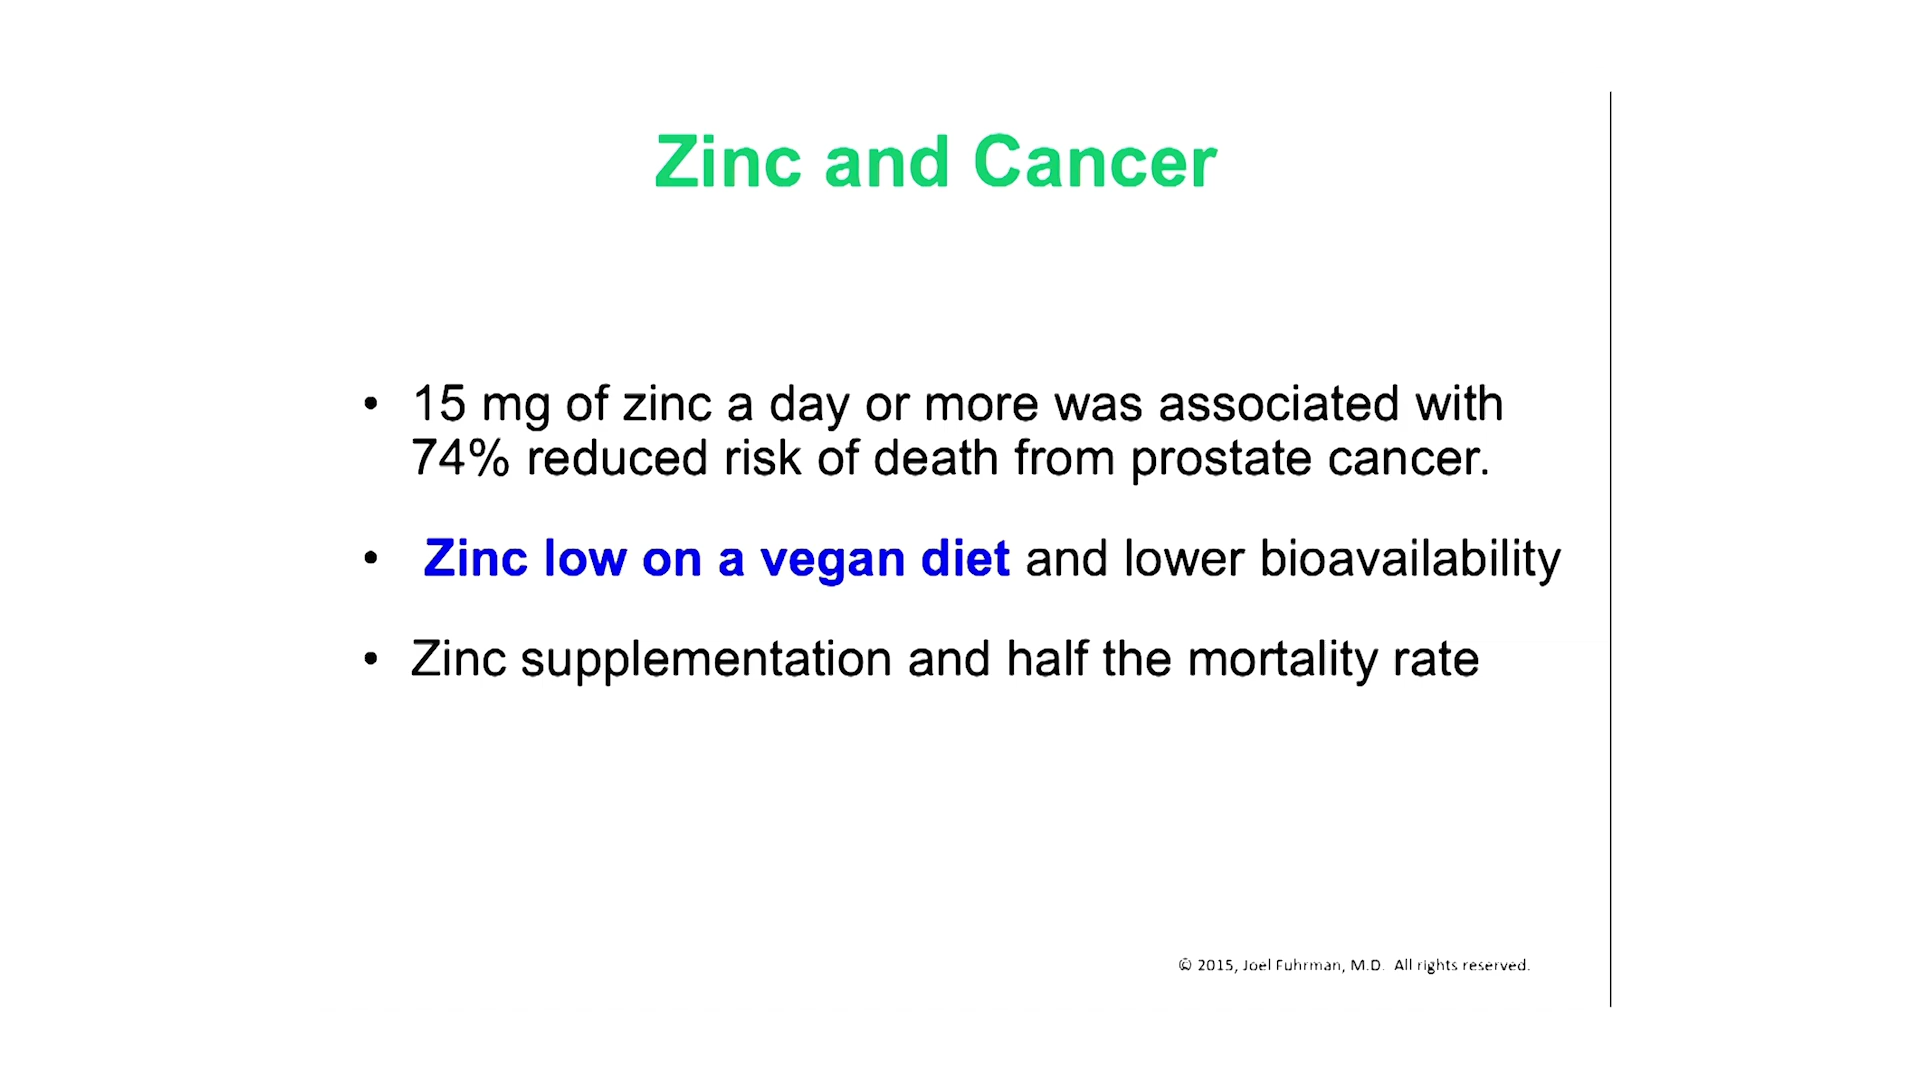 Zinc and Cancer
• 15 mg of zinc a day or more was associated with
74% reduced risk of death from prostate cancer.
• Zinc low on a vegan diet and lower bioavailability
• Zinc supplementation and half the mortality rate
© 2015, Joel Fuhrman, M.D. All rights reserved.